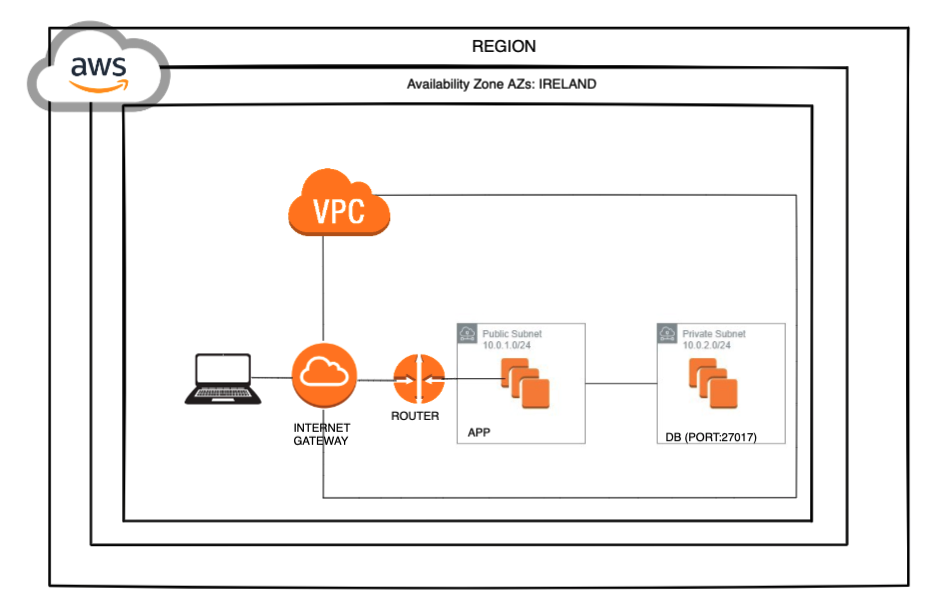 REGION
aws
Availability Zone AZs: IRELAND
VPC
Public Subnet
10.0.1.0/24
Private Subnet
10.0.2.0/24
INTERNET
GATEWAY
ROUTER
APP
DB (PORT:27017)